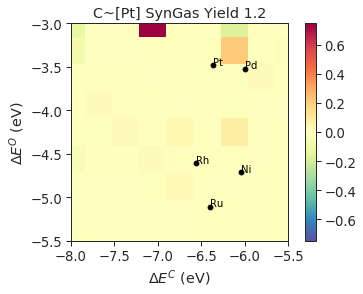 C~[Pt] SynGas Yield 1.2
−3.0
−3.5
−4.0
−4.5
−5.0
−5.5
ΔE^O (eV)
Pt
Pd
Rh
Ni
Ru
0.6
0.4
0.2
0.0
−0.2
−0.4
−0.6
−8.0 −7.5 −7.0 −6.5 −6.0 −5.5
ΔE^C (eV)